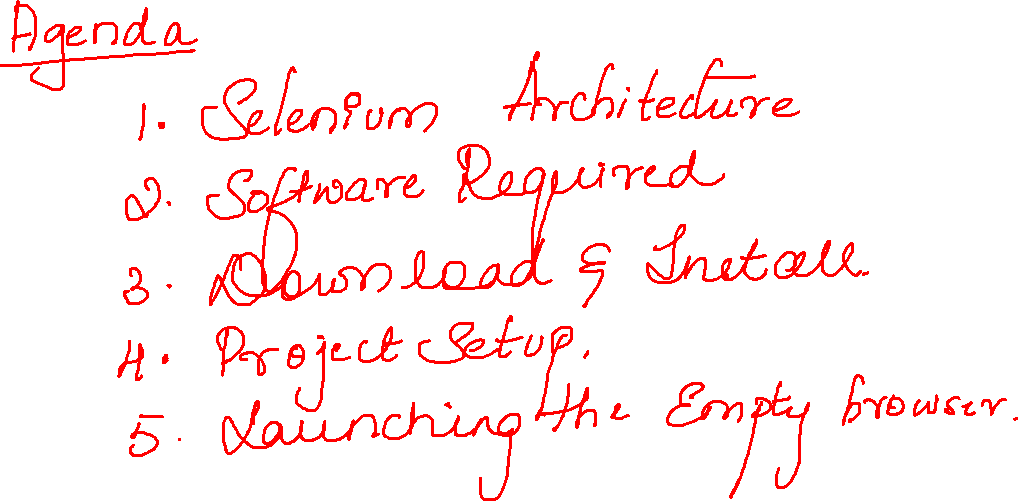 Agenda
1. Selenium Architecture
2. Software Required
3. Download & Install.
4. Project Setup.
5. Launching the Empty browser.